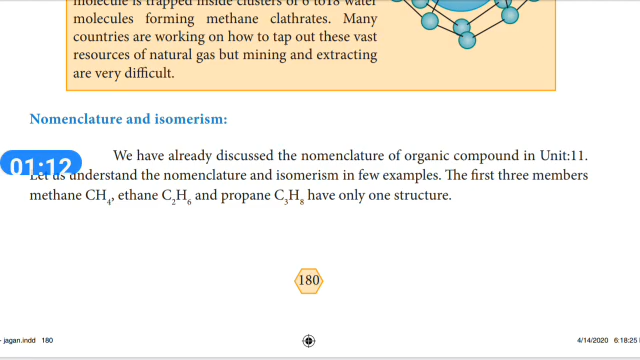 molecule is trapped inside clusters of 6 to18 water
molecules forming methane clathrates. Many
countries are working on how to tap out these vast
resources of natural gas but mining and extracting
are very difficult.
Nomenclature and isomerism:
We have already discussed the nomenclature of organic compound in Unit:11.
01:12
Let us understand the nomenclature and isomerism in few examples. The first three members
methane CH₄, ethane C₂H₆ and propane C₃H₈ have only one structure.
180
- jagan.indd 180
4/14/2020 6:18:25